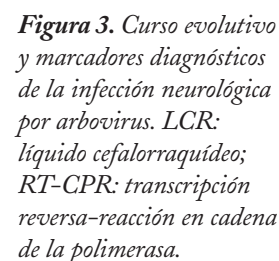 Figura 3. Curso evolutivo
y marcadores diagnósticos
de la infección neurológica
por arbovirus. LCR:
líquido cefalorraquídeo;
RT-CPR: transcripción
reversa-reacción en cadena
de la polimerasa.